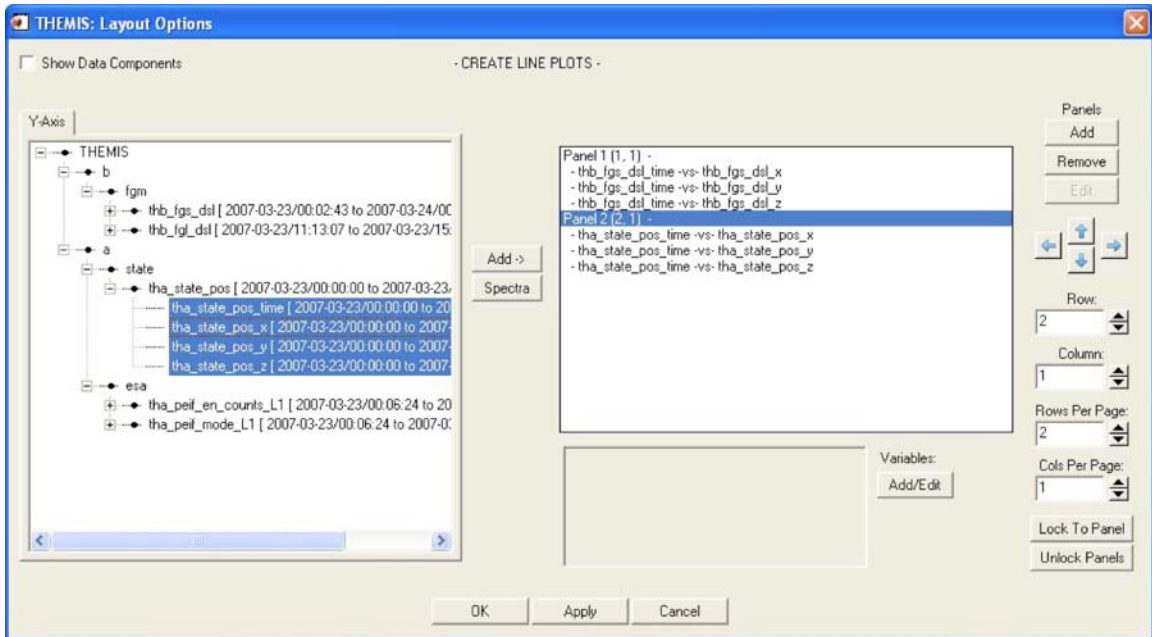 THEMIS: Layout Options
Show Data Components
- CREATE LINE PLOTS -
Y-Axis
THEMIS
b
fgm
thb_fgs_dsl [ 2007-03-23/00:02:43 to 2007-03-24/00
thb_fgl_dsl [ 2007-03-23/11:13:07 to 2007-03-23/15:
a
state
tha_state_pos [ 2007-03-23/00:00:00 to 2007-03-23/
tha_state_pos_time [ 2007-03-23/00:00:00 to 20
tha_state_pos_x [ 2007-03-23/00:00:00 to 2007-
tha_state_pos_y [ 2007-03-23/00:00:00 to 2007-
tha_state_pos_z [ 2007-03-23/00:00:00 to 2007-
esa
tha_peif_en_counts_L1 [ 2007-03-23/00:06:24 to 20
tha_peif_mode_L1 [ 2007-03-23/00:06:24 to 2007-0
Add ->
Spectra
Panel 1 (1, 1) -
- thb_fgs_dsl_time -vs- thb_fgs_dsl_x
- thb_fgs_dsl_time -vs- thb_fgs_dsl_y
- thb_fgs_dsl_time -vs- thb_fgs_dsl_z
Panel 2 (2, 1) -
- tha_state_pos_time -vs- tha_state_pos_x
- tha_state_pos_time -vs- tha_state_pos_y
- tha_state_pos_time -vs- tha_state_pos_z
Variables:
Add/Edit
Panels
Add
Remove
Edit
Row:
2
Column:
1
Rows Per Page:
2
Cols Per Page:
1
Lock To Panel
Unlock Panels
OK
Apply
Cancel